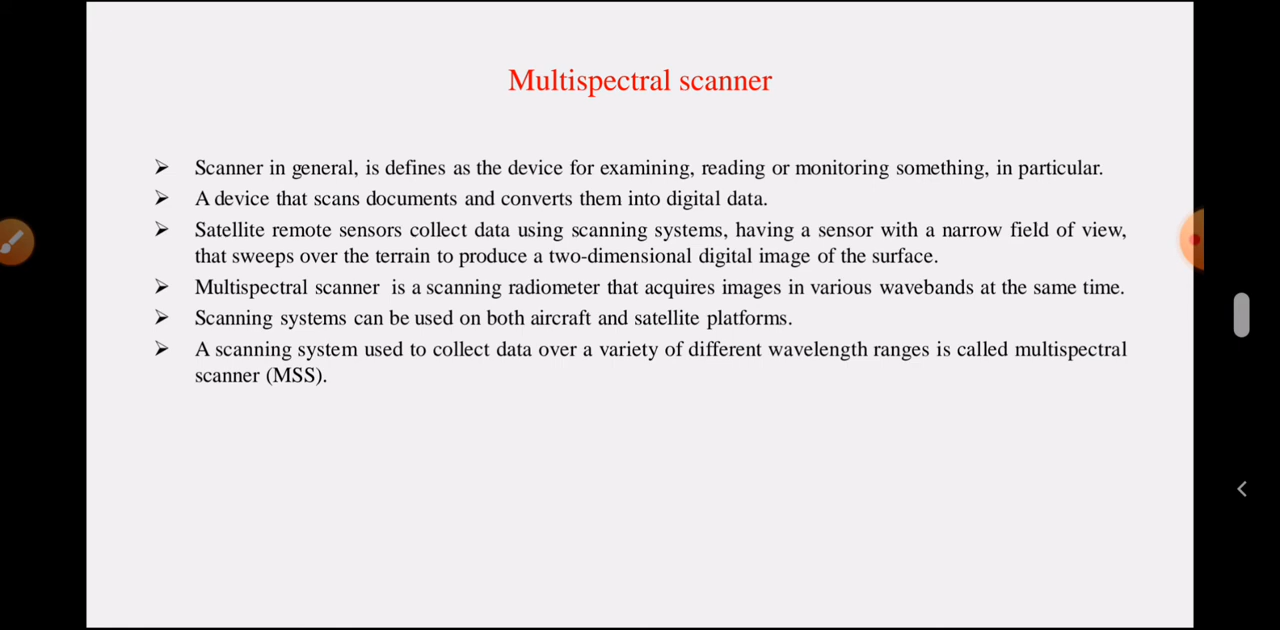 Multispectral scanner
➢ Scanner in general, is defines as the device for examining, reading or monitoring something, in particular.
➢ A device that scans documents and converts them into digital data.
➢ Satellite remote sensors collect data using scanning systems, having a sensor with a narrow field of view,
that sweeps over the terrain to produce a two-dimensional digital image of the surface.
➢ Multispectral scanner is a scanning radiometer that acquires images in various wavebands at the same time.
➢ Scanning systems can be used on both aircraft and satellite platforms.
➢ A scanning system used to collect data over a variety of different wavelength ranges is called multispectral
scanner (MSS).